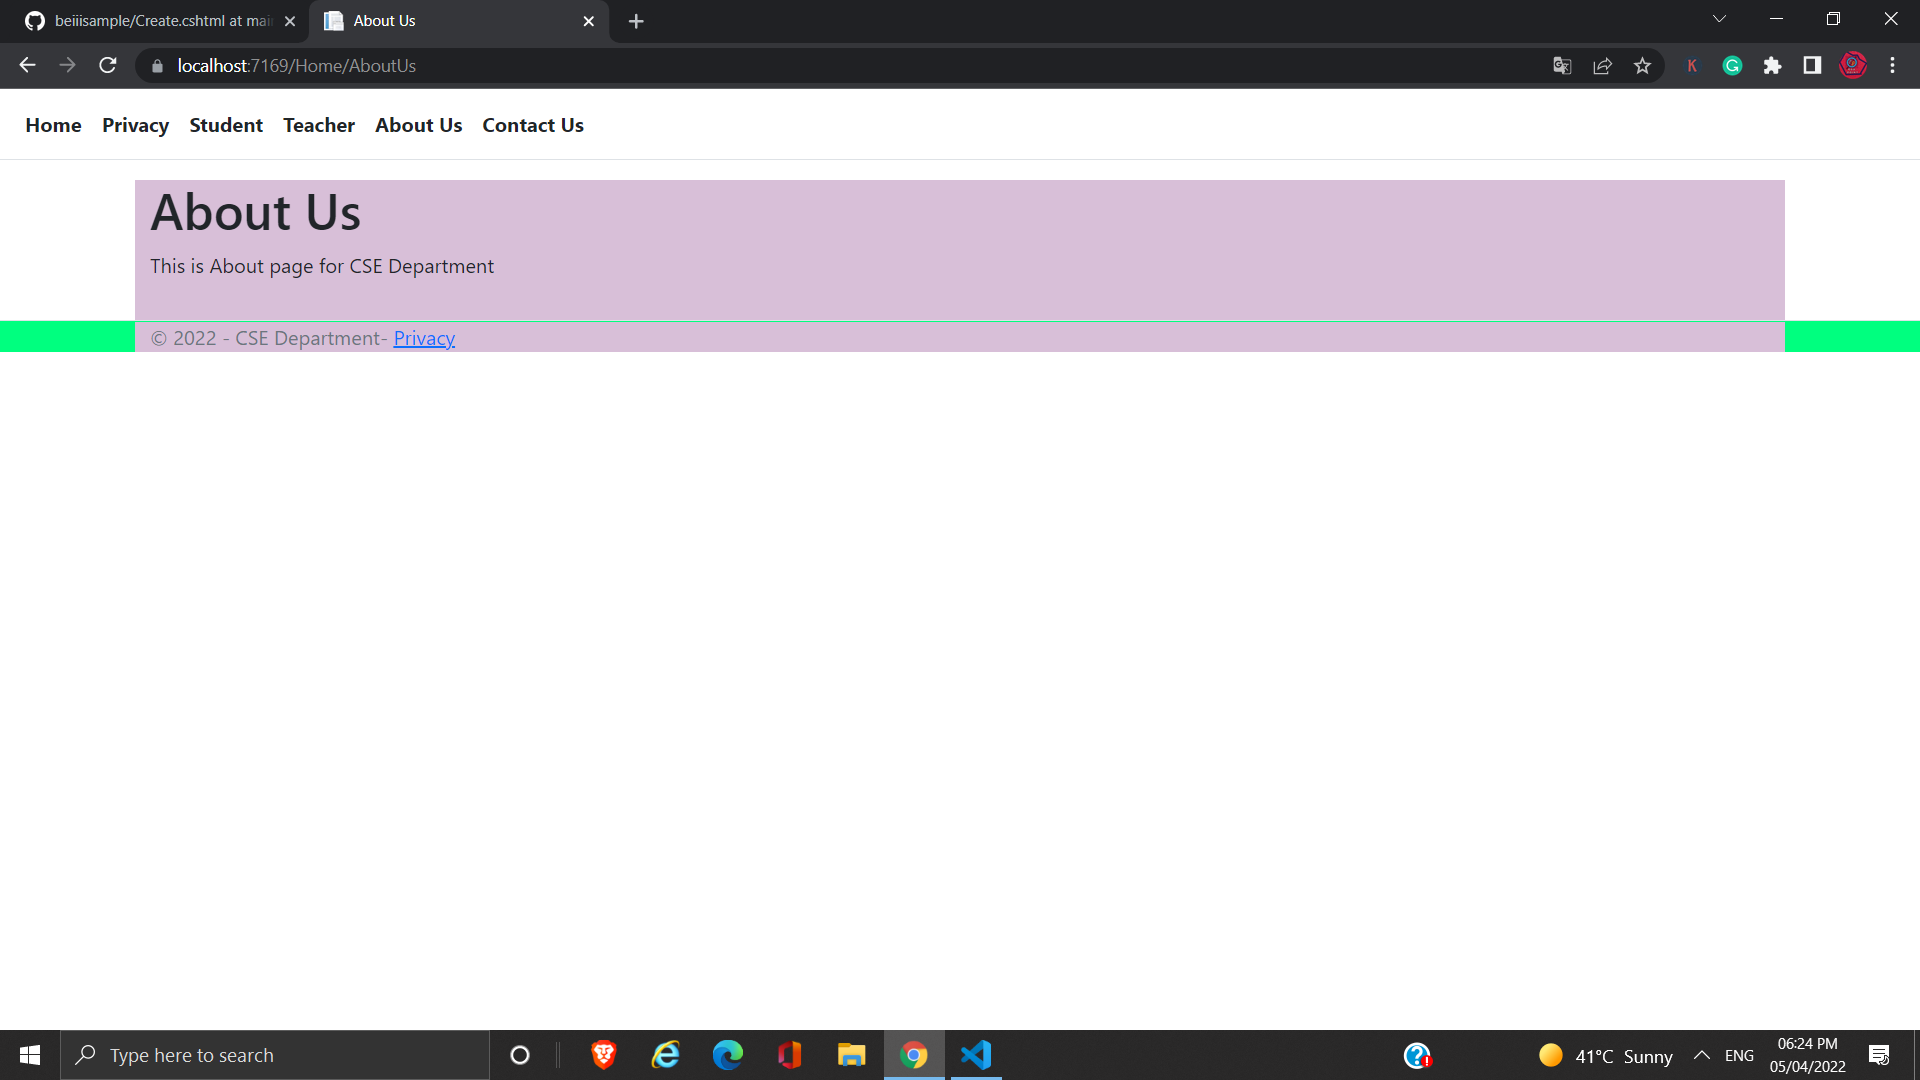 beiiisample/Create.cshtml at mai
About Us
localhost:7169/Home/AboutUs
K
Home Privacy Student Teacher About Us Contact Us
About Us
This is About page for CSE Department
© 2022 - CSE Department- Privacy
Type here to search
41°C Sunny
ENG
06:24 PM
05/04/2022